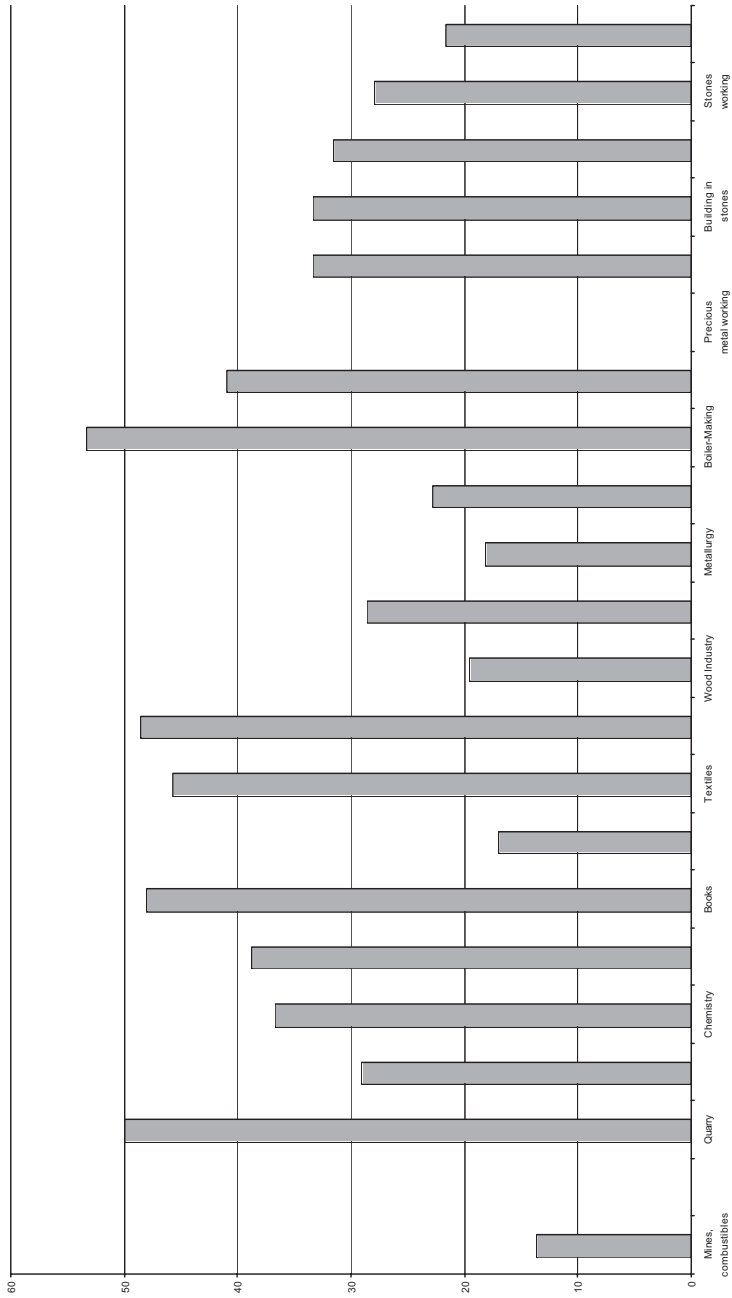 60
50
40
30
20
10
0
Mines,
combustibles
Quarry
Chemistry
Books
Textiles
Wood Industry
Metallurgy
Boiler-Making
Precious
metal working
Building in
stones
Stones
working